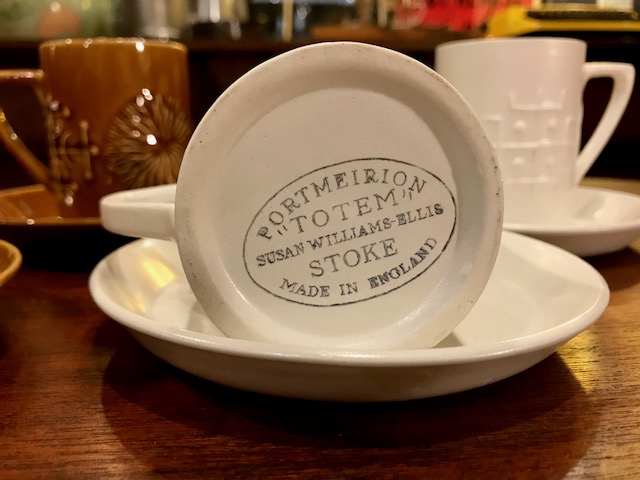 PORTMEIRION
"TOTEM"
SUSAN WILLIAMS-ELLIS
STOKE
MADE IN ENGLAND